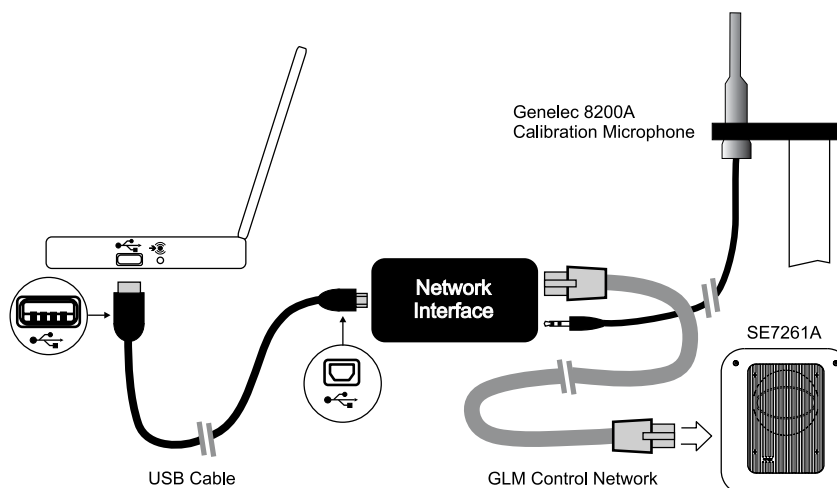 Genelec 8200A
Calibration Microphone
Network
Interface
SE7261A
USB Cable
GLM Control Network